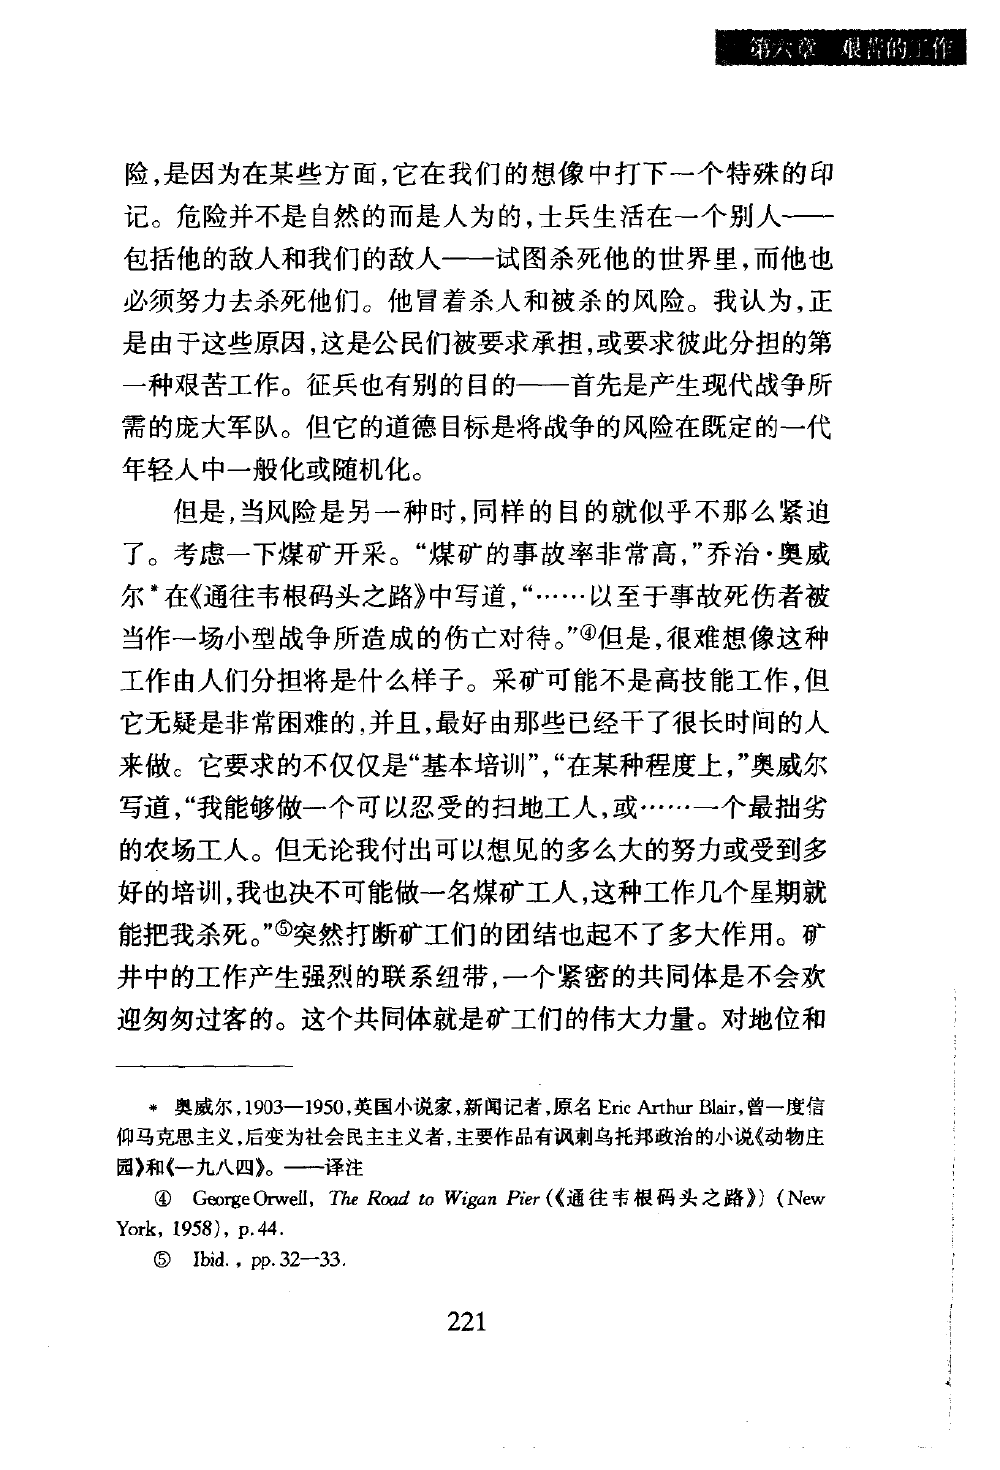 第六章 艰苦的工作
险,是因为在某些方面,它在我们的想像中打下一个特殊的印
记。危险并不是自然的而是人为的,士兵生活在一个别人——
包括他的敌人和我们的敌人——试图杀死他的世界里,而他也
必须努力去杀死他们。他冒着杀人和被杀的风险。我认为,正
是由于这些原因,这是公民们被要求承担,或要求彼此分担的第
一种艰苦工作。征兵也有别的目的——首先是产生现代战争所
需的庞大军队。但它的道德目标是将战争的风险在既定的一代
年轻人中一般化或随机化。
但是,当风险是另一种时,同样的目的就似乎不那么紧迫
了。考虑一下煤矿开采。“煤矿的事故率非常高,”乔治·奥威
尔*在《通往韦根码头之路》中写道,“……以至于事故死伤者被
当作一场小型战争所造成的伤亡对待。”④但是,很难想像这种
工作由人们分担将是什么样子。采矿可能不是高技能工作,但
它无疑是非常困难的,并且,最好由那些已经干了很长时间的人
来做。它要求的不仅仅是“基本培训”,“在某种程度上,”奥威尔
写道,“我能够做一个可以忍受的扫地工人,或……一个最拙劣
的农场工人。但无论我付出可以想见的多么大的努力或受到多
好的培训,我也决不可能做一名煤矿工人,这种工作几个星期就
能把我杀死。”⑤突然打断矿工们的团结也起不了多大作用。矿
井中的工作产生强烈的联系纽带,一个紧密的共同体是不会欢
迎匆匆过客的。这个共同体就是矿工们的伟大力量。对地位和
* 奥威尔,1903—1950,英国小说家,新闻记者,原名 Eric Arthur Blair,曾一度信
仰马克思主义,后变为社会民主主义者,主要作品有讽刺乌托邦政治的小说《动物庄
园》和《一九八四》。——译注
④ George Orwell, The Road to Wigan Pier (《通往韦根码头之路》) (New
York, 1958), p.44.
⑤ Ibid., pp.32—33.
221